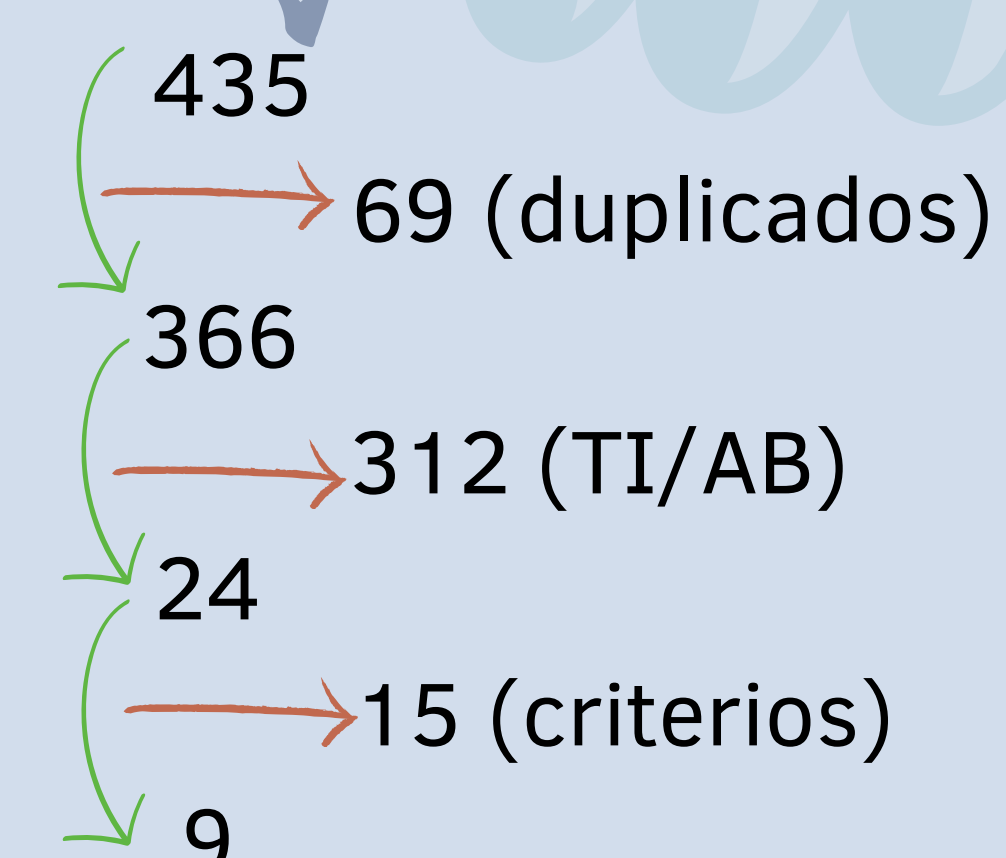 435
69 (duplicados)
366
312 (TI/AB)
24
15 (criterios)
9